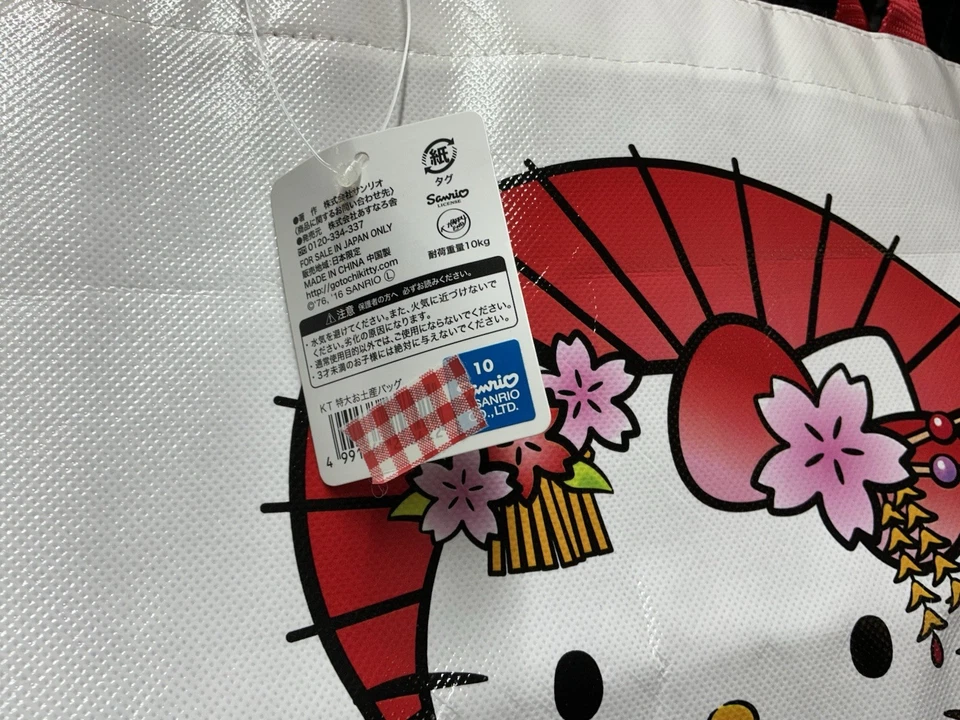 紙
タグ
Sanrio
LICENSE
耐荷重量10kg
●著 作 株式会社サンリオ
(商品に関するお問い合わせ先)
●発売元 株式会社あすなろ舎
0120-334-337
FOR SALE IN JAPAN ONLY
販売地域:日本限定
MADE IN CHINA 中国製
http://gotochikitty.com
©'76, '16 SANRIO Ⓛ
⚠注意 保護者の方へ 必ずお読みください。
・水気を避けてください。また、火気に近づけないで
ください。劣化の原因になります。
・通常使用目的以外では、ご使用にならないでください。
・3才未満のお子様には絶対に与えないでください。
KT 特大お土産バッグ
10
SANRIO
CO.,LTD.
4 991